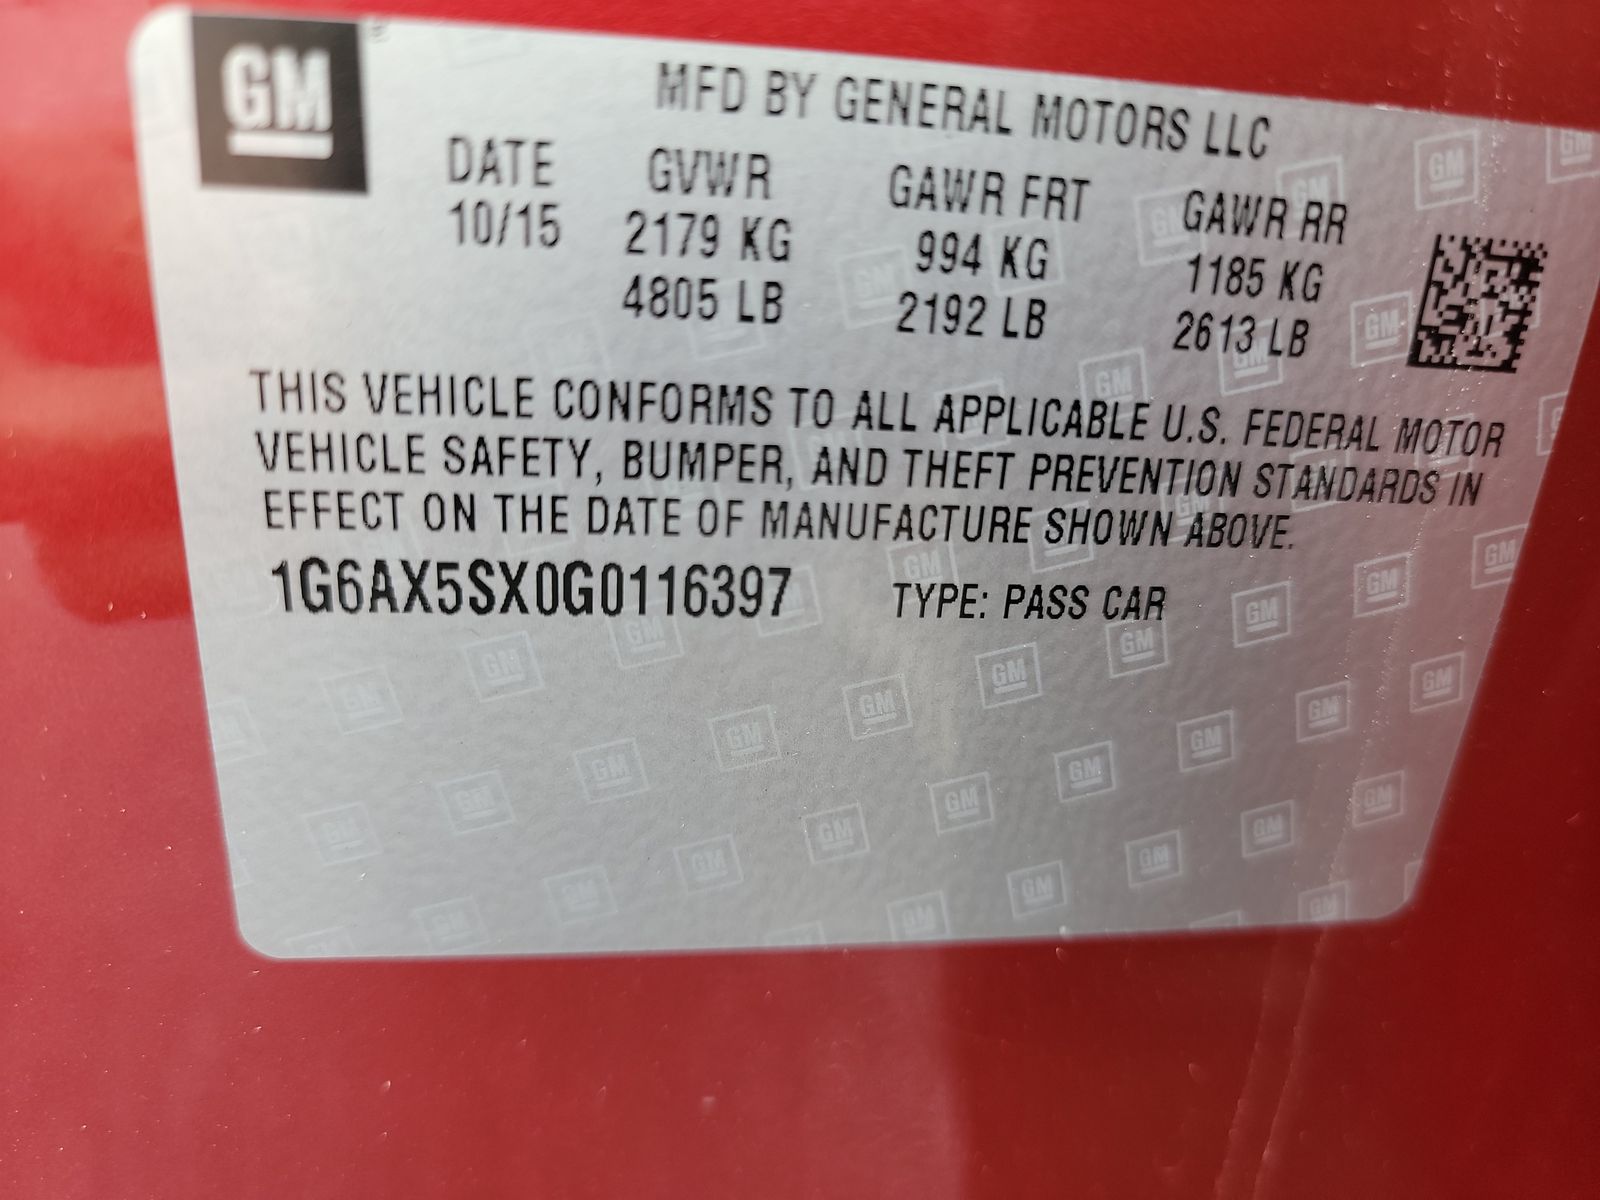 GM
MFD BY GENERAL MOTORS LLC
DATE GVWR GAWR FRT GAWR RR
10/15 2179 KG 994 KG 1185 KG
4805 LB 2192 LB 2613 LB
THIS VEHICLE CONFORMS TO ALL APPLICABLE U.S. FEDERAL MOTOR
VEHICLE SAFETY, BUMPER, AND THEFT PREVENTION STANDARDS IN
EFFECT ON THE DATE OF MANUFACTURE SHOWN ABOVE.
1G6AX5SX0G0116397 TYPE: PASS CAR